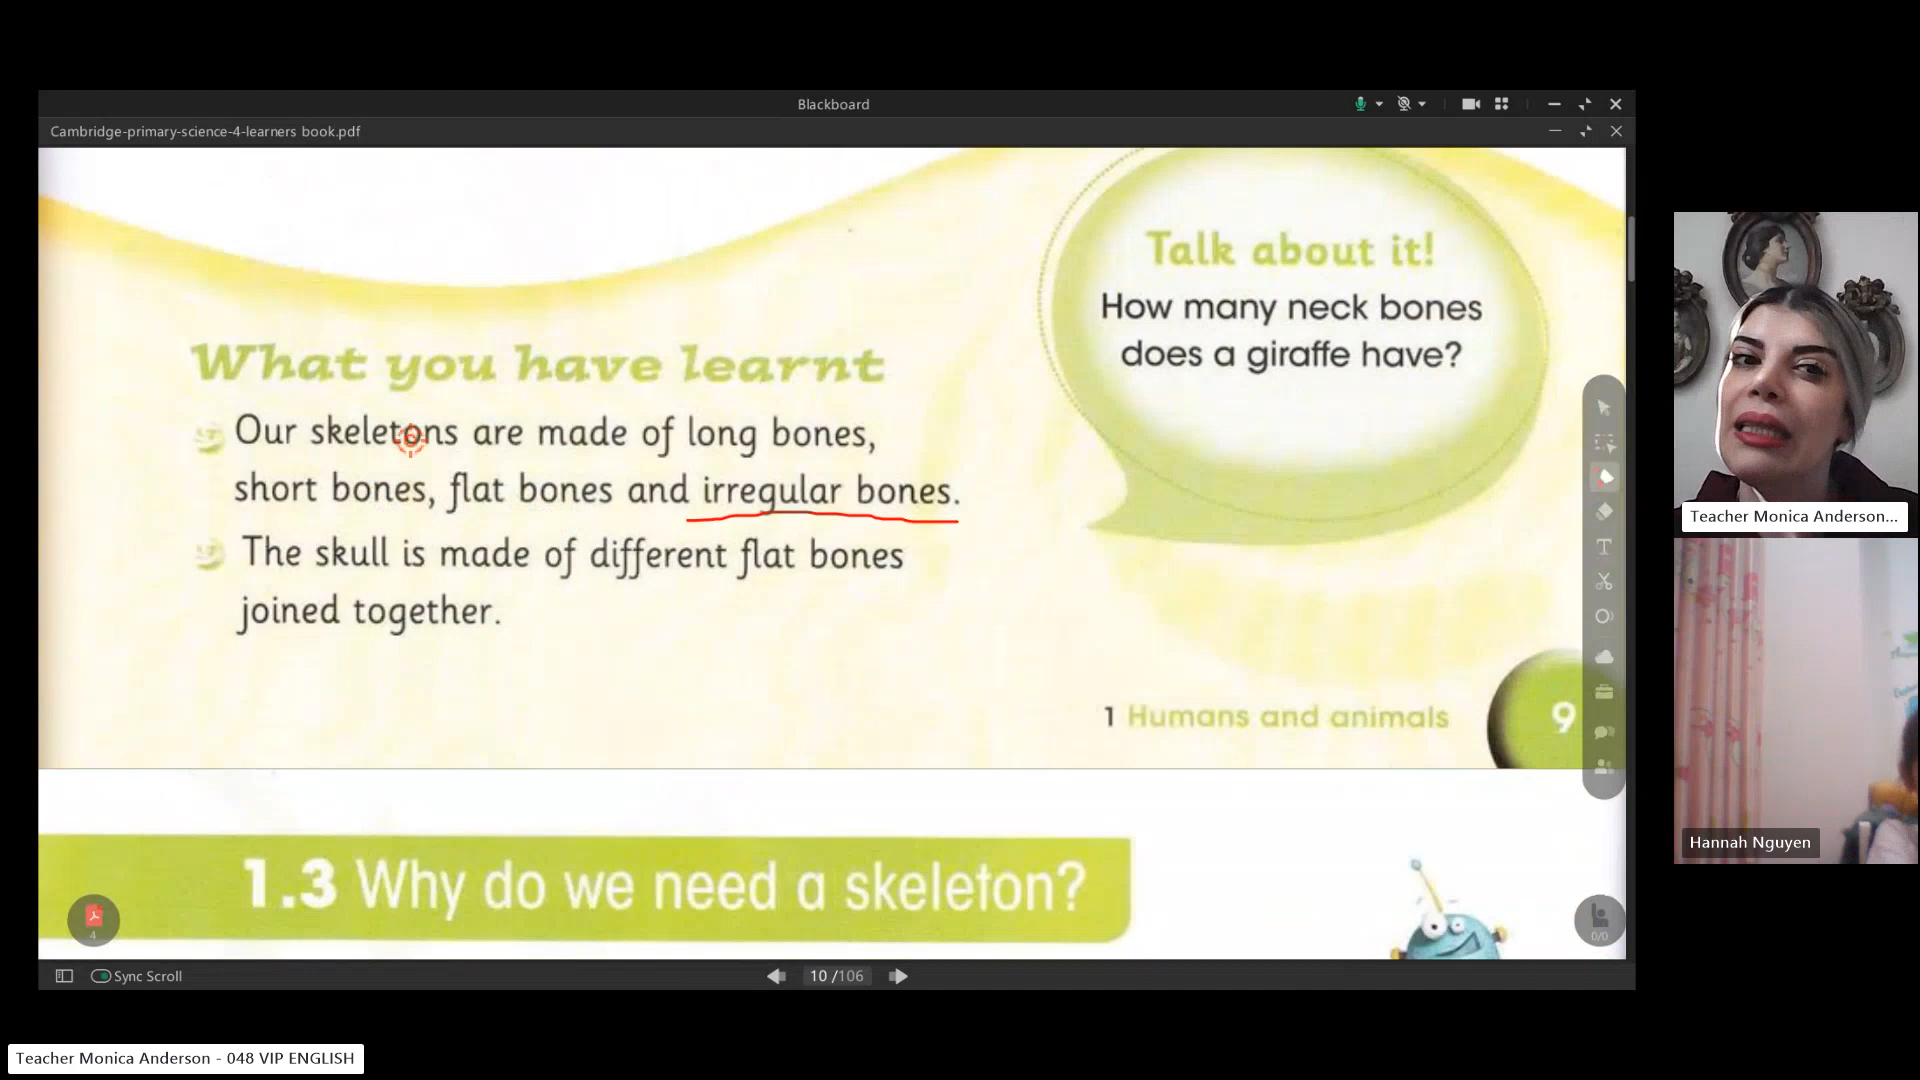 Blackboard
Cambridge-primary-science-4-learners book.pdf
Talk about it!
How many neck bones
does a giraffe have?
What you have learnt
Our skeletons are made of long bones,
short bones, flat bones and irregular bones.
The skull is made of different flat bones
joined together.
1 Humans and animals
9
1.3 Why do we need a skeleton?
4
0/0
Sync Scroll
10 /106
Teacher Monica Anderson...
Hannah Nguyen
Teacher Monica Anderson - 048 VIP ENGLISH